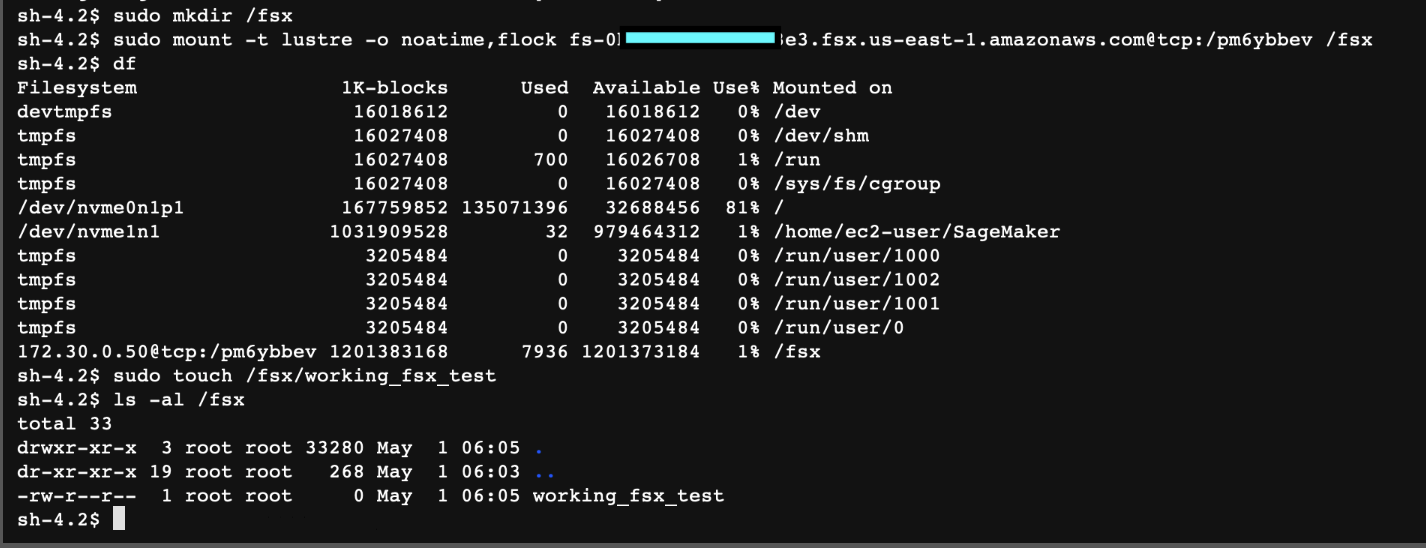 sh-4.2$ sudo mkdir /fsx
sh-4.2$ sudo mount -t lustre -o noatime,flock fs-0 e3.fsx.us-east-1.amazonaws.com@tcp:/pm6ybbev /fsx
sh-4.2$ df
Filesystem 1K-blocks Used Available Use% Mounted on
devtmpfs 16018612 0 16018612 0% /dev
tmpfs 16027408 0 16027408 0% /dev/shm
tmpfs 16027408 700 16026708 1% /run
tmpfs 16027408 0 16027408 0% /sys/fs/cgroup
/dev/nvme0n1p1 167759852 135071396 32688456 81% /
/dev/nvme1n1 1031909528 32 979464312 1% /home/ec2-user/SageMaker
tmpfs 3205484 0 3205484 0% /run/user/1000
tmpfs 3205484 0 3205484 0% /run/user/1002
tmpfs 3205484 0 3205484 0% /run/user/1001
tmpfs 3205484 0 3205484 0% /run/user/0
172.30.0.50@tcp:/pm6ybbev 1201383168 7936 1201373184 1% /fsx
sh-4.2$ sudo touch /fsx/working_fsx_test
sh-4.2$ ls -al /fsx
total 33
drwxr-xr-x 3 root root 33280 May 1 06:05 .
dr-xr-xr-x 19 root root 268 May 1 06:03 ..
-rw-r--r-- 1 root root 0 May 1 06:05 working_fsx_test
sh-4.2$